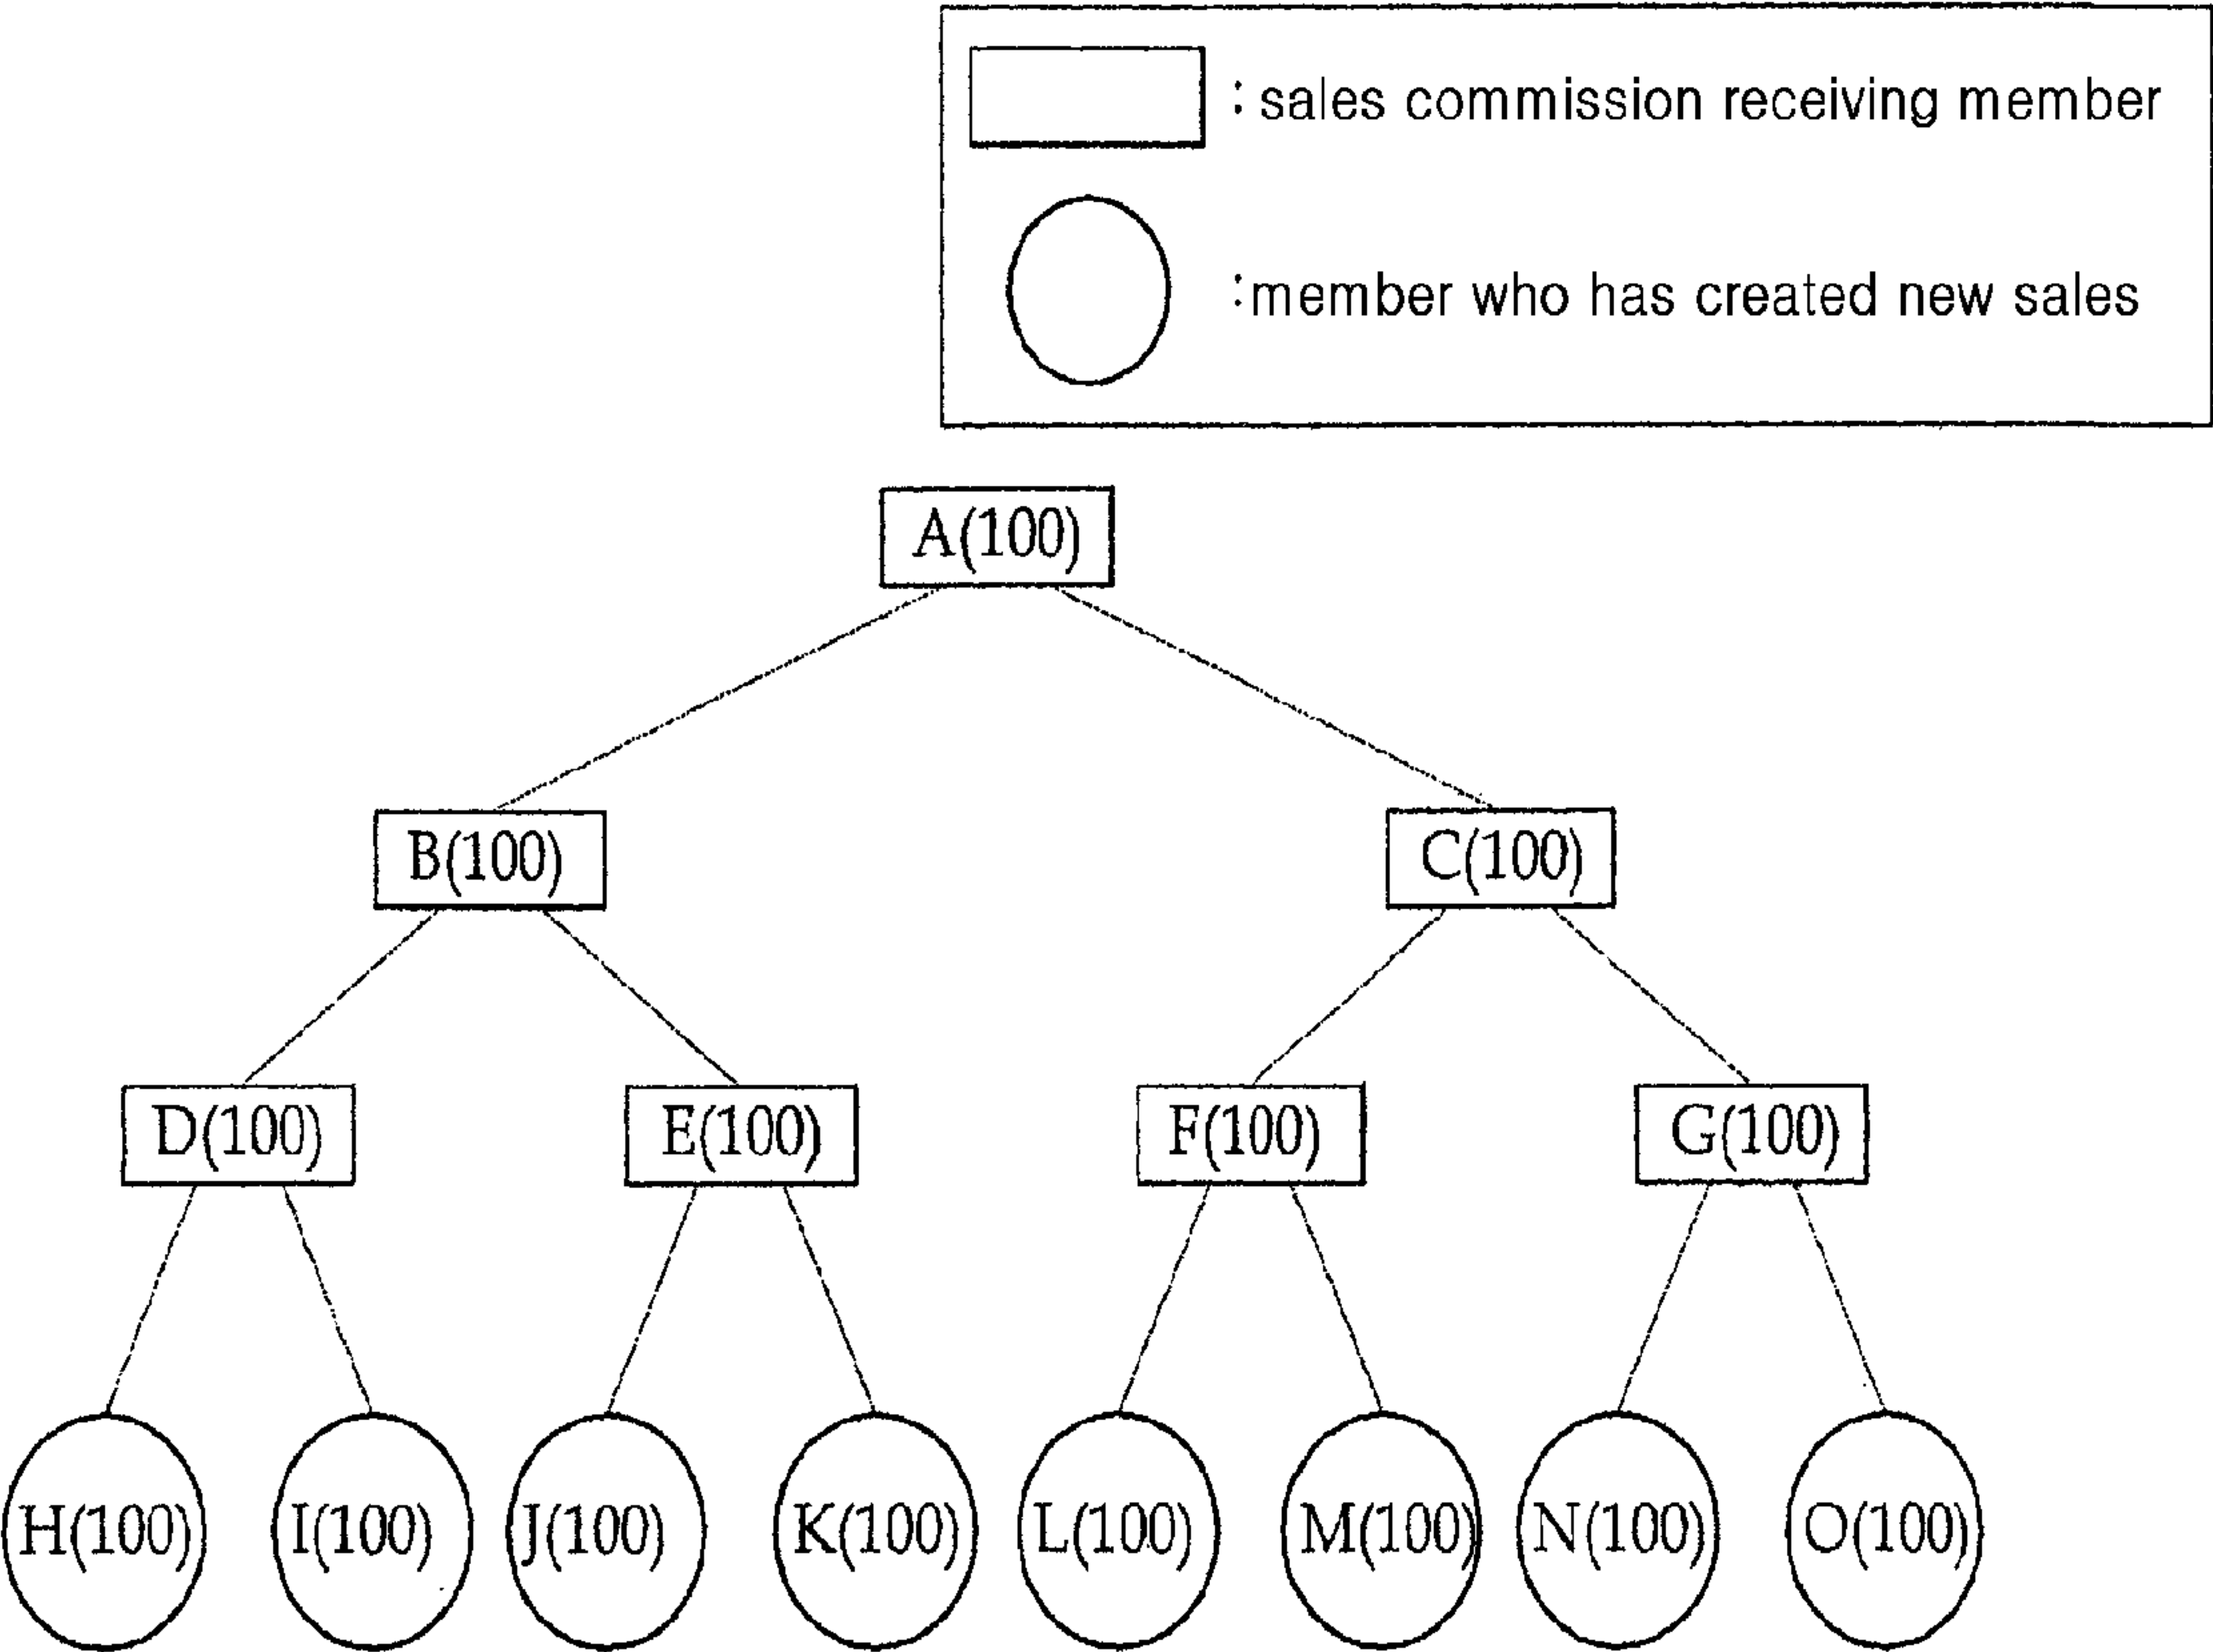 : sales commission receiving member
:member who has created new sales
A(100)
B(100) C(100)
D(100) E(100) F(100) G(100)
H(100) I(100) J(100) K(100) L(100) M(100) N(100) O(100)